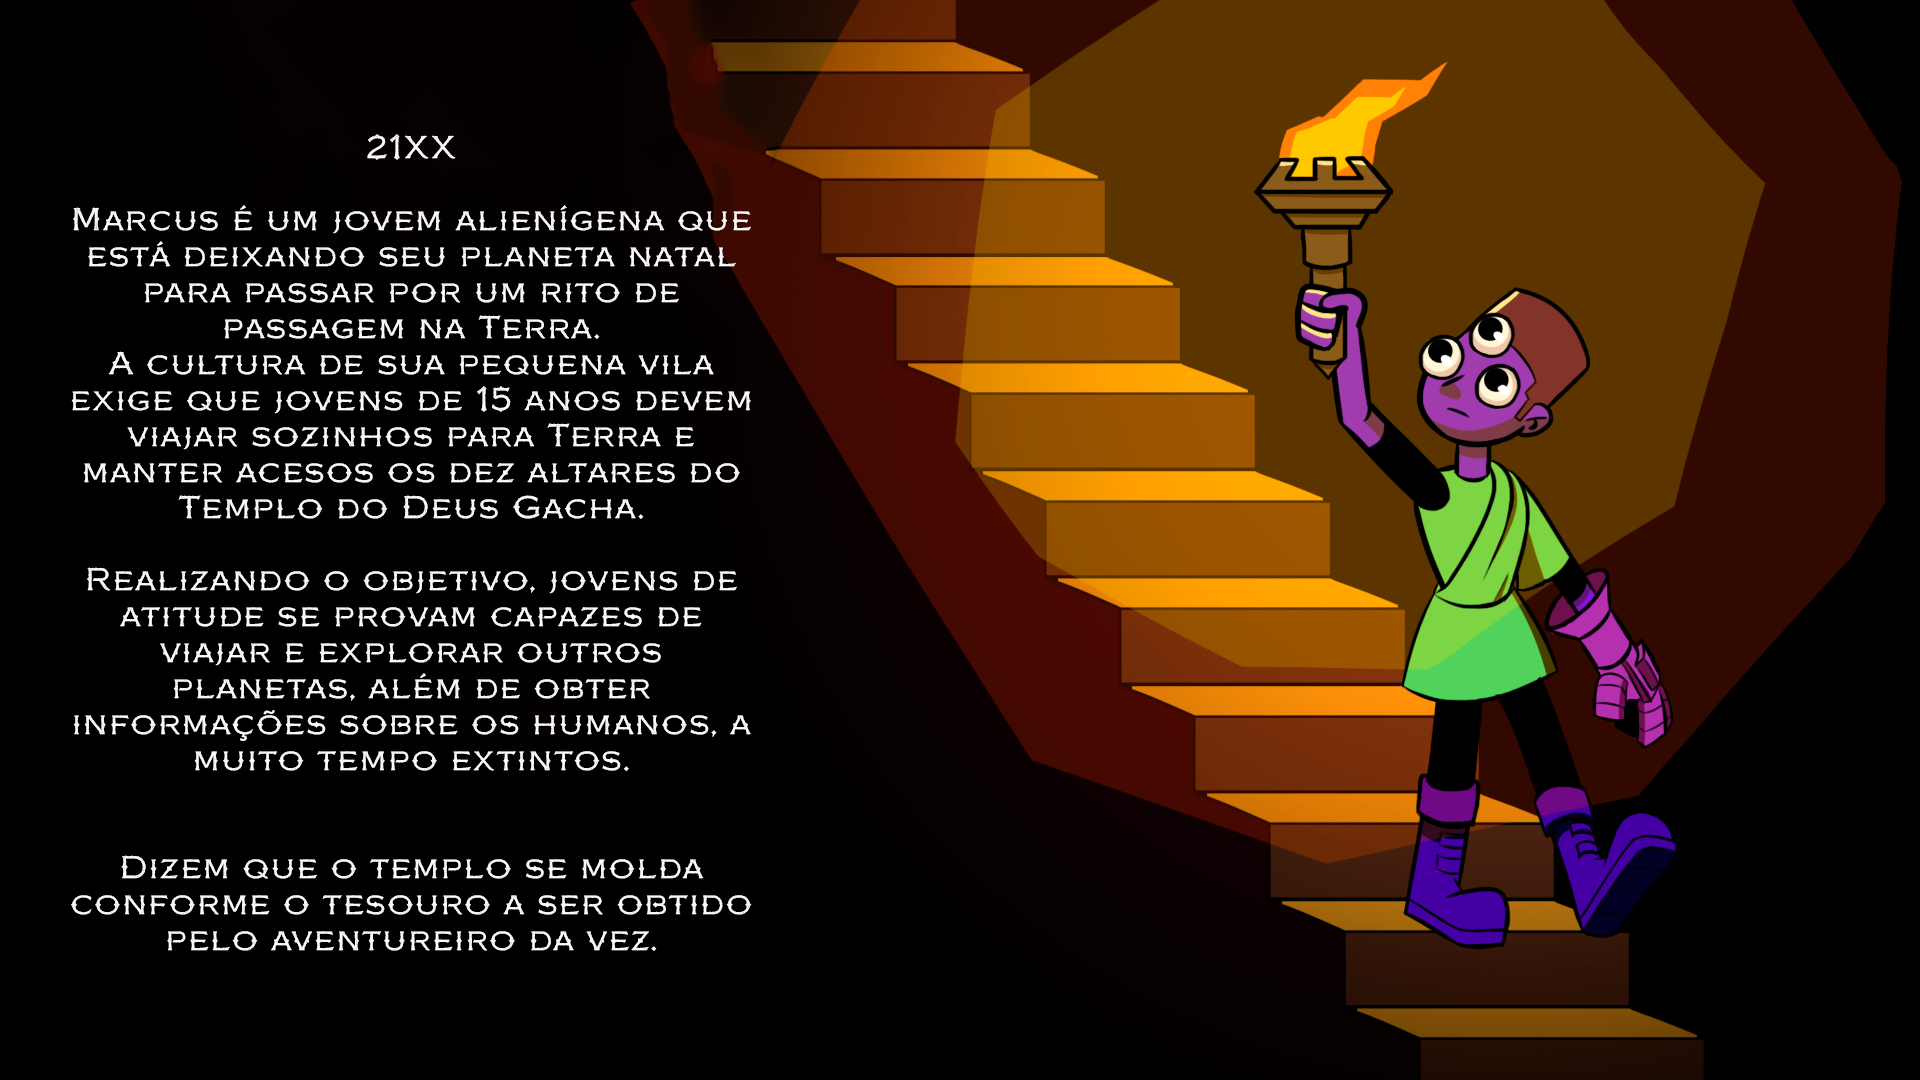 21XX
Marcus é um jovem alienígena que
está deixando seu planeta natal
para passar por um rito de
passagem na Terra.
A cultura de sua pequena vila
exige que jovens de 15 anos devem
viajar sozinhos para Terra e
manter acesos os dez altares do
Templo do Deus Gacha.
Realizando o objetivo, jovens de
atitude se provam capazes de
viajar e explorar outros
planetas, além de obter
informações sobre os humanos, a
muito tempo extintos.
Dizem que o templo se molda
conforme o tesouro a ser obtido
pelo aventureiro da vez.